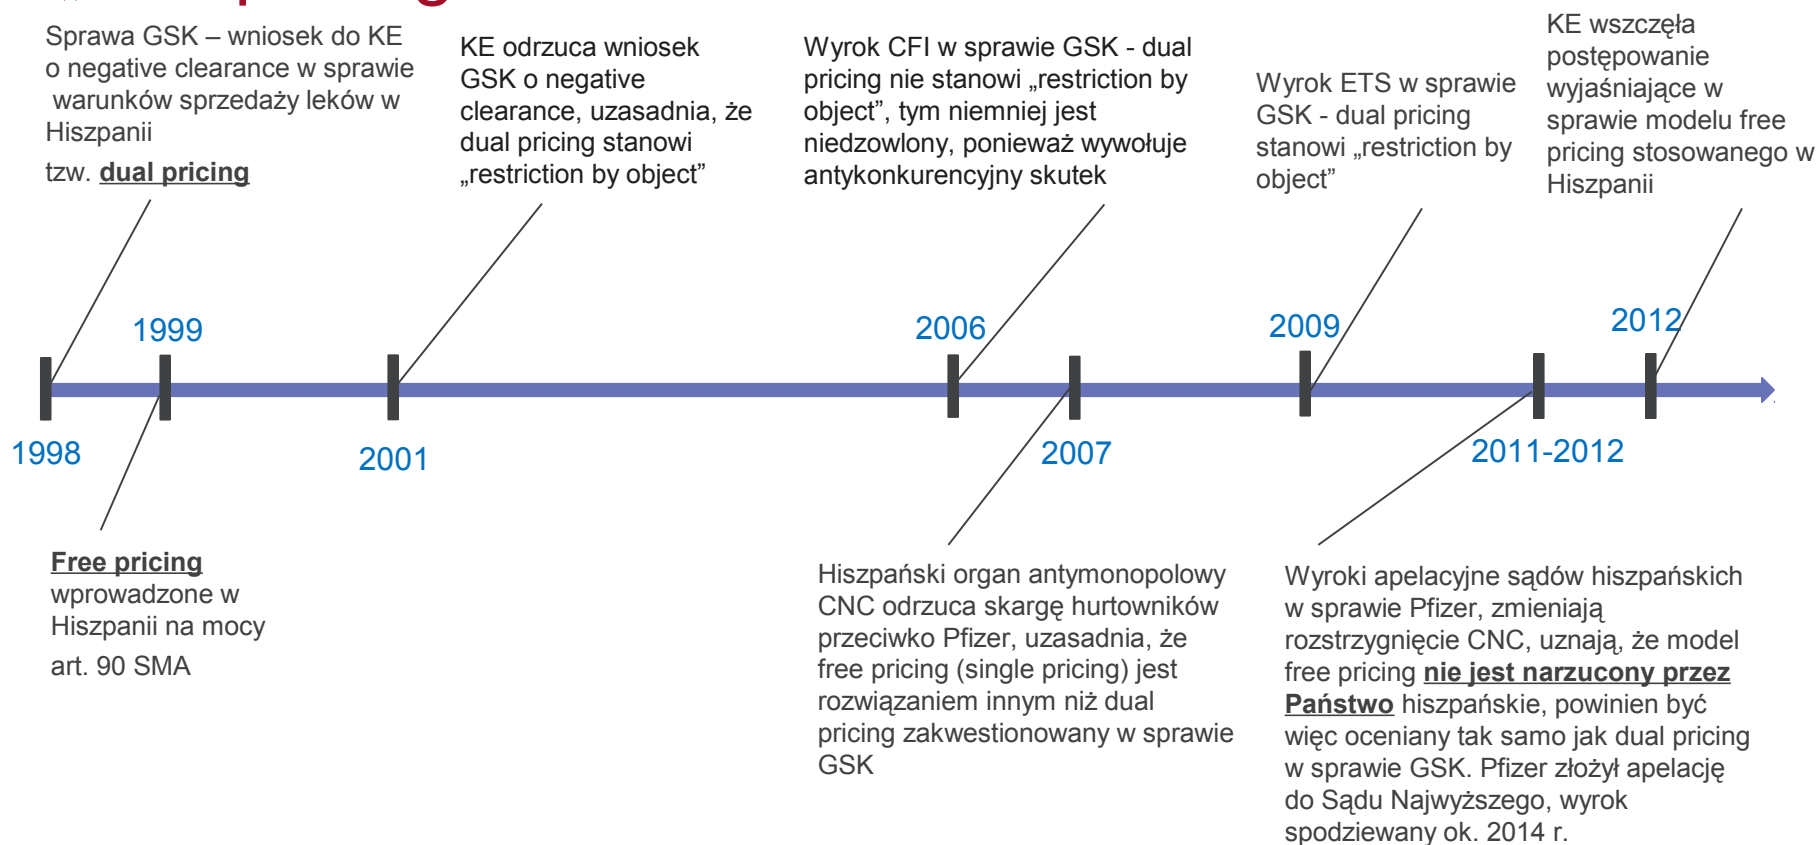 Sprawa GSK – wniosek do KE
o negative clearance w sprawie
warunków sprzedaży leków w
Hiszpanii
tzw. dual pricing
KE odrzuca wniosek
GSK o negative
clearance, uzasadnia, że
dual pricing stanowi
„restriction by object”
Wyrok CFI w sprawie GSK - dual
pricing nie stanowi „restriction by
object”, tym niemniej jest
niedzowlony, ponieważ wywołuje
antykonkurencyjny skutek
Wyrok ETS w sprawie
GSK - dual pricing
stanowi „restriction by
object”
KE wszczęła
postępowanie
wyjaśniające w
sprawie modelu free
pricing stosowanego w
Hiszpanii
1999
2006
2009
2012
1998
2001
2007
2011-2012
Free pricing
wprowadzone w
Hiszpanii na mocy
art. 90 SMA
Hiszpański organ antymonopolowy
CNC odrzuca skargę hurtowników
przeciwko Pfizer, uzasadnia, że
free pricing (single pricing) jest
rozwiązaniem innym niż dual
pricing zakwestionowany w sprawie
GSK
Wyroki apelacyjne sądów hiszpańskich
w sprawie Pfizer, zmieniają
rozstrzygnięcie CNC, uznają, że model
free pricing nie jest narzucony przez
Państwo hiszpańskie, powinien być
więc oceniany tak samo jak dual pricing
w sprawie GSK. Pfizer złożył apelację
do Sądu Najwyższego, wyrok
spodziewany ok. 2014 r.